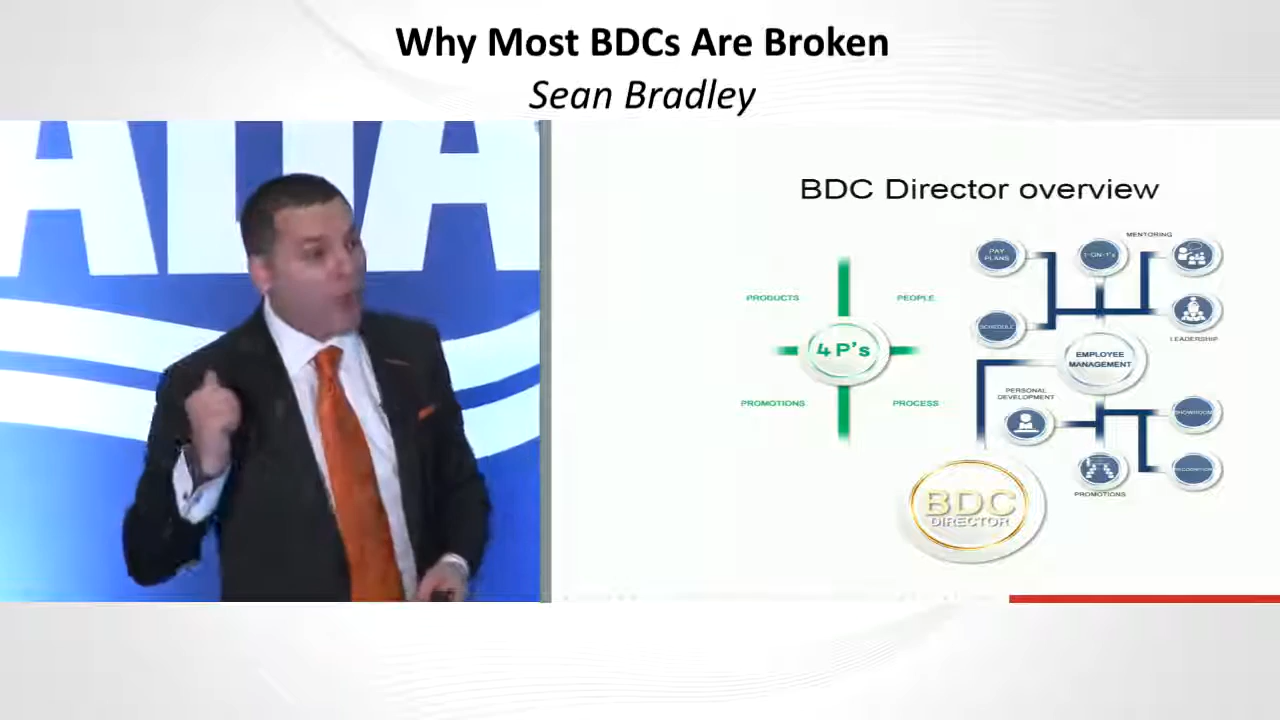 Why Most BDCs Are Broken
Sean Bradley
BDC Director overview
MENTORING
PAY
PLANS
1-ON-1's
SCHEDULE
LEADERSHIP
PRODUCTS
PEOPLE
4 P's
PROMOTIONS
PROCESS
EMPLOYEE
MANAGEMENT
PERSONAL
DEVELOPMENT
SHOWROOM
RECOGNITION
PROMOTIONS
BDC
DIRECTOR